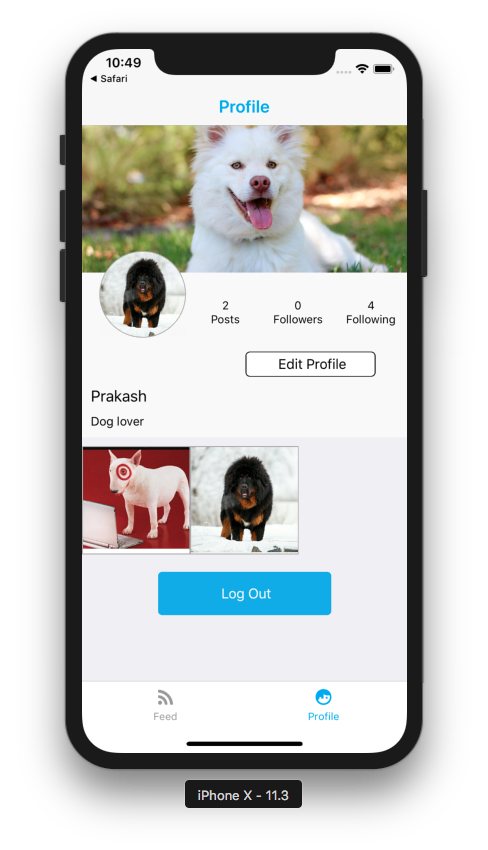 10:49
◀ Safari
Profile
2 0 4
Posts Followers Following
Edit Profile
Prakash
Dog lover
Log Out
Feed Profile
iPhone X - 11.3